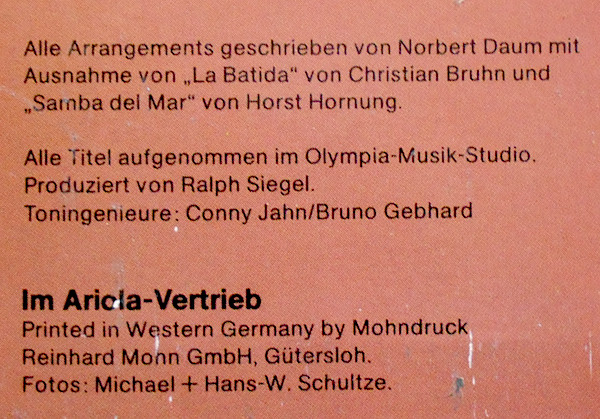 Alle Arrangements geschrieben von Norbert Daum mit
Ausnahme von „La Batida“ von Christian Bruhn und
„Samba del Mar“ von Horst Hornung.
Alle Titel aufgenommen im Olympia-Musik-Studio.
Produziert von Ralph Siegel.
Toningenieure: Conny Jahn/Bruno Gebhard
Im Ariola-Vertrieb
Printed in Western Germany by Mohndruck
Reinhard Mohn GmbH, Gütersloh.
Fotos: Michael + Hans-W. Schultze.